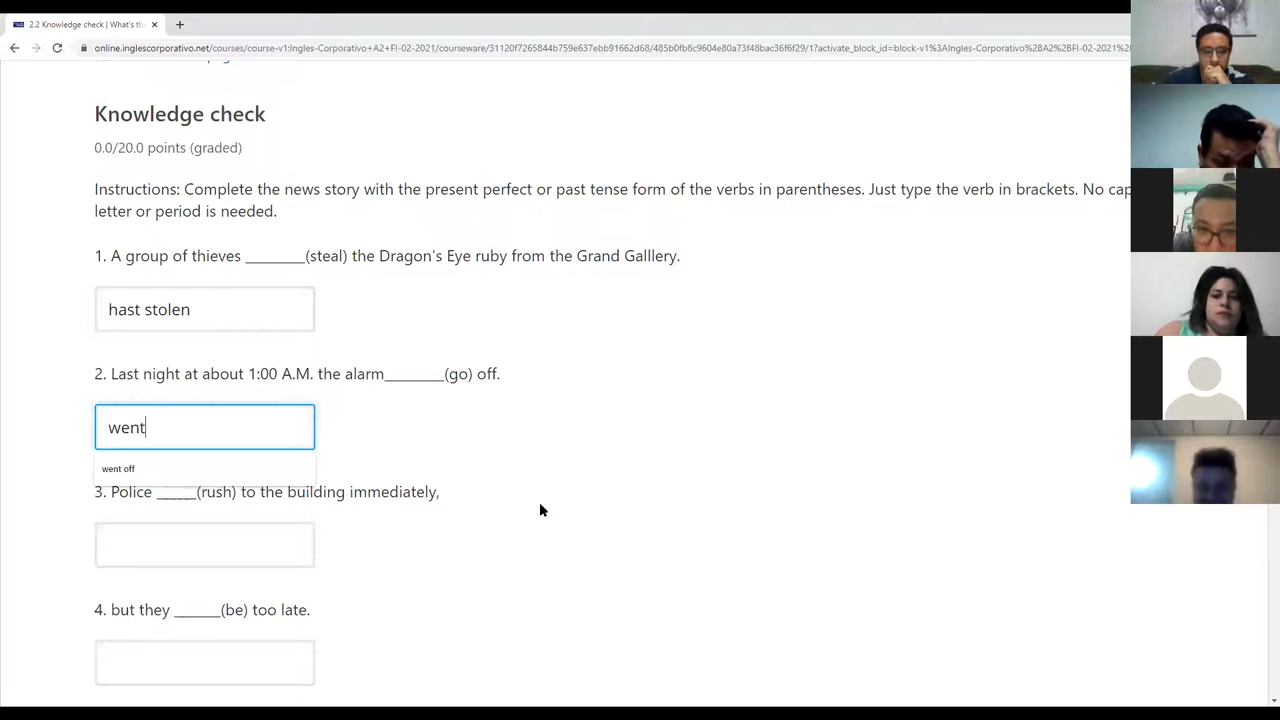 2.2 Knowledge check | What's th
online.inglescorporativo.net/courses/course-v1:Ingles-Corporativo+A2+FI-02-2021/courseware/31120f7265844b759e637ebb91662d68/485b0fb8c9604e80a73f48bac36f6f29/1?activate_block_id=block-v1%3AIngles-Corporativo%2BA2%2BFI-02-2021%2B
Knowledge check
0.0/20.0 points (graded)
Instructions: Complete the news story with the present perfect or past tense form of the verbs in parentheses. Just type the verb in brackets. No cap
letter or period is needed.
1. A group of thieves ________(steal) the Dragon's Eye ruby from the Grand Galllery.
hast stolen
2. Last night at about 1:00 A.M. the alarm________(go) off.
went
went off
3. Police ______(rush) to the building immediately,
4. but they ______(be) too late.